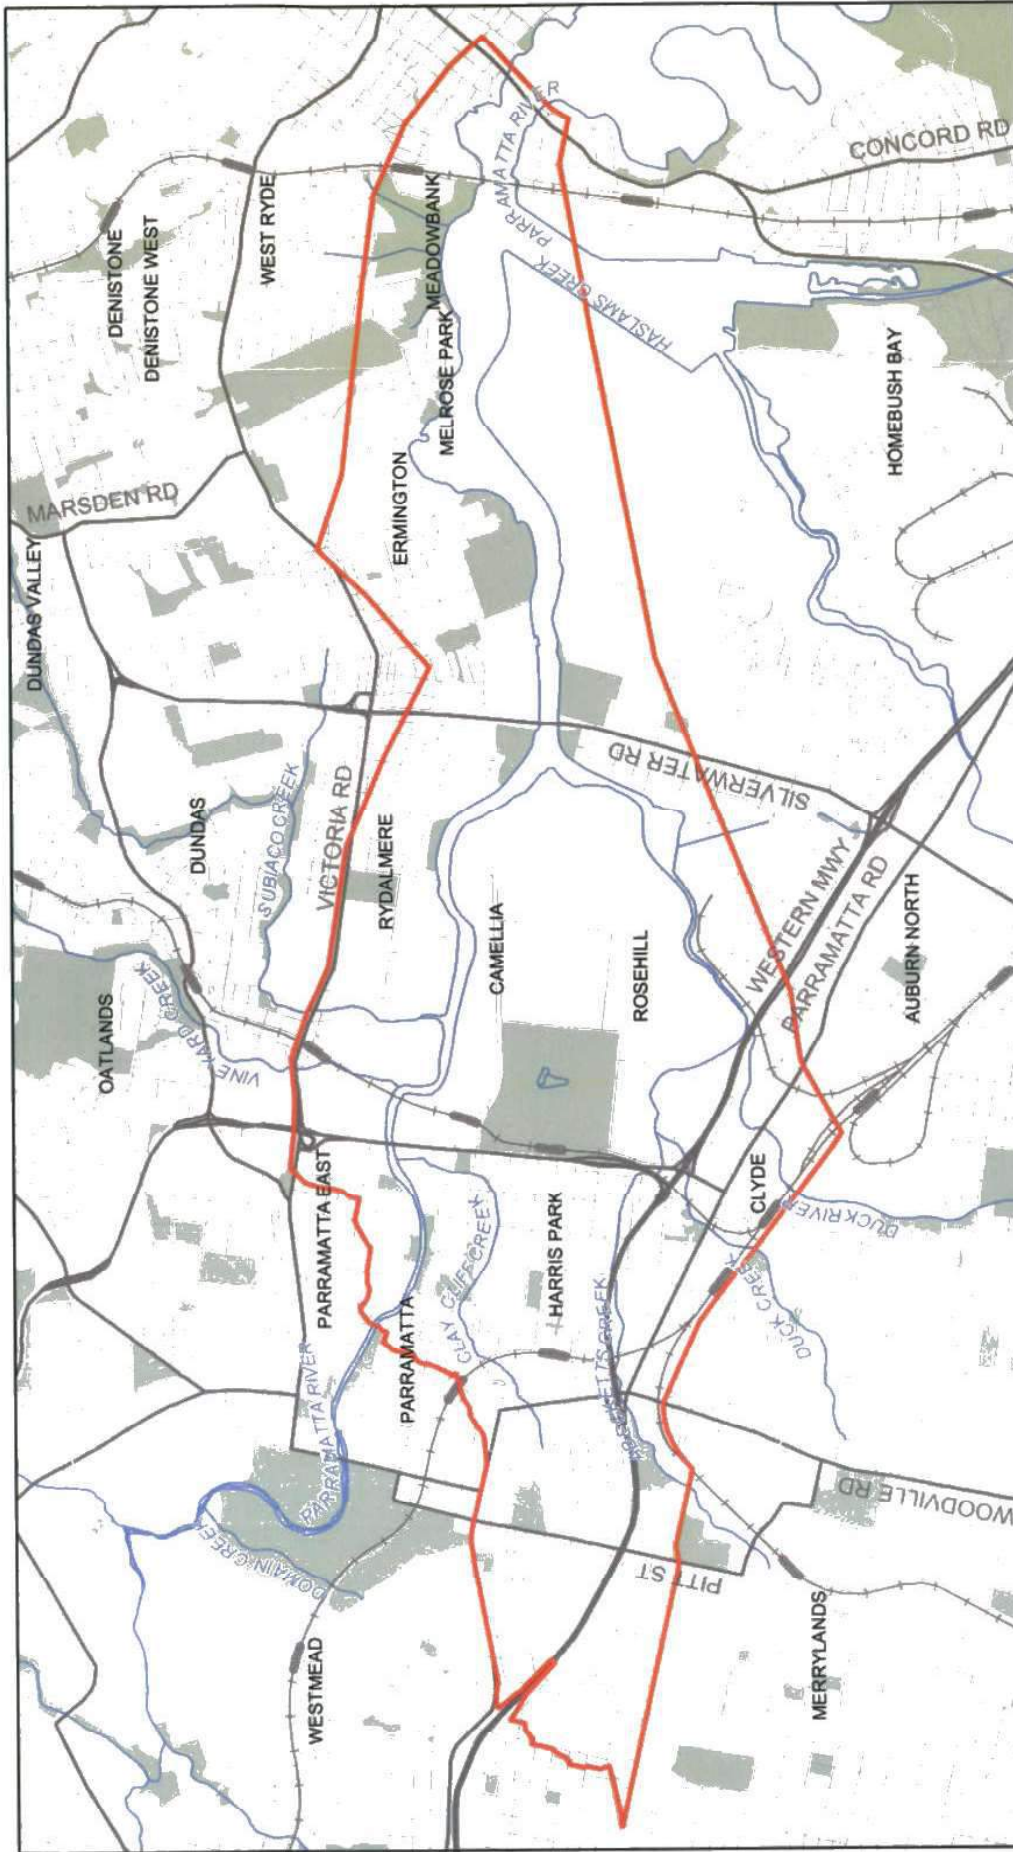 DUNDAS VALLEY
MARSDEN RD
DENISTONE
DENISTONE WEST
WEST RYDE
OATLANDS
DUNDAS
VINEYARD CREEK
SUBIACO CREEK
VICTORIA RD
RYDALMERE
ERMINGTON
MELROSE PARK
MEADOWBANK
PARRAMATTA RIVER
HASLAMS CREEK
CONCORD RD
PARRAMATTA EAST
PARRAMATTA RIVER
PARRAMATTA
CLAY CLIFF CREEK
HARRIS PARK
CAMELLIA
ROSEHILL
SILVERWATER RD
WESTERN MWY
PARRAMATTA RD
AUBURN NORTH
HOMEBUSH BAY
WESTMEAD
DOMAIN CREEK
CLYDE
DUCK RIVER
DUCK CREEK
PITT ST
WOODVILLE RD
MERRYLANDS